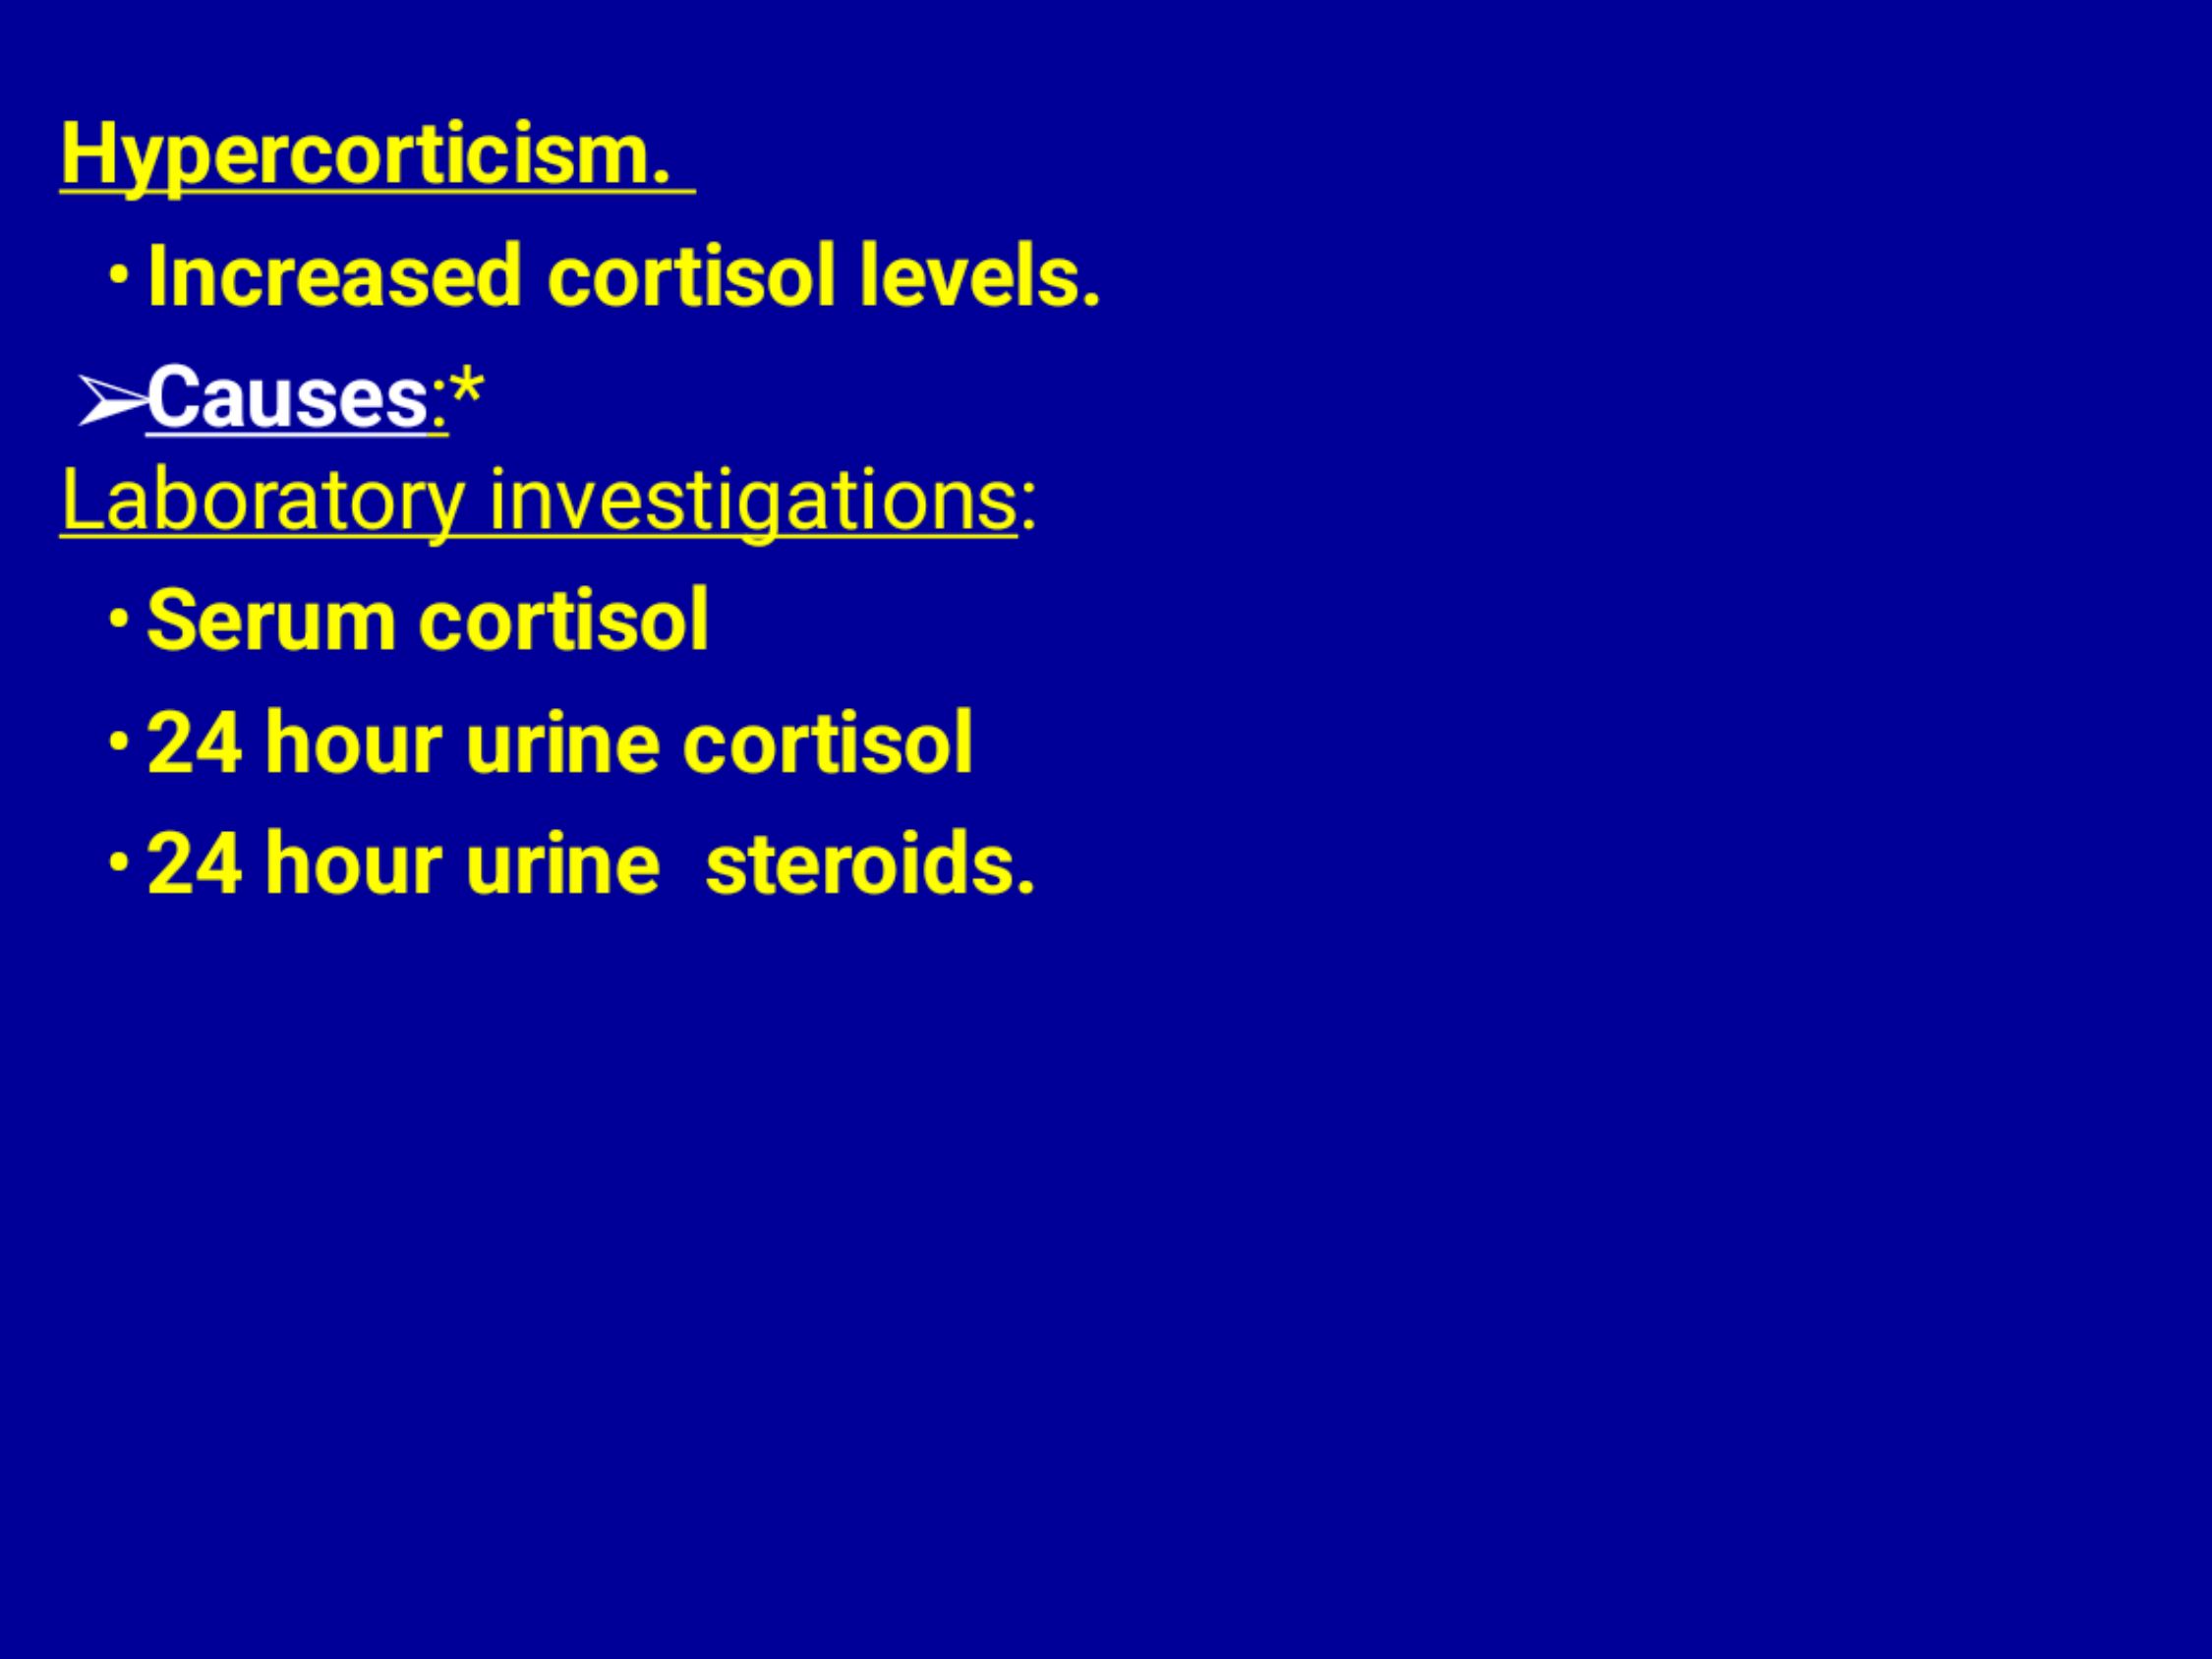 Hypercorticism.
• Increased cortisol levels.
➢Causes:*
Laboratory investigations:
• Serum cortisol
• 24 hour urine cortisol
• 24 hour urine  steroids.